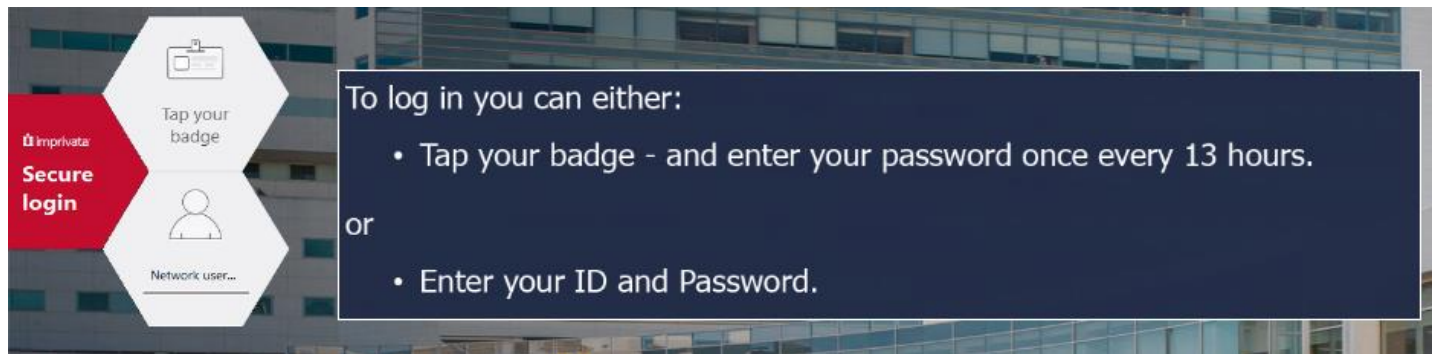 imprivata
Secure
login
Tap your
badge
Network user...
To log in you can either:
• Tap your badge - and enter your password once every 13 hours.
or
• Enter your ID and Password.